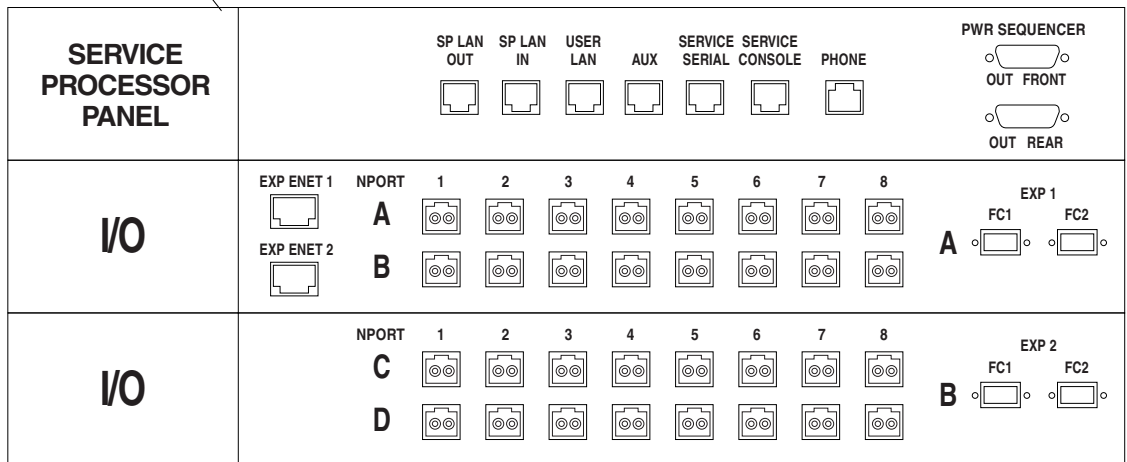 SERVICE
PROCESSOR
PANEL
SP LAN
OUT
SP LAN
IN
USER
LAN
AUX
SERVICE
SERIAL
SERVICE
CONSOLE
PHONE
PWR SEQUENCER
OUT FRONT
OUT REAR
I/O
EXP ENET 1
EXP ENET 2
NPORT 1 2 3 4 5 6 7 8
A
B
EXP 1
FC1 FC2
A
I/O
NPORT 1 2 3 4 5 6 7 8
C
D
EXP 2
FC1 FC2
B